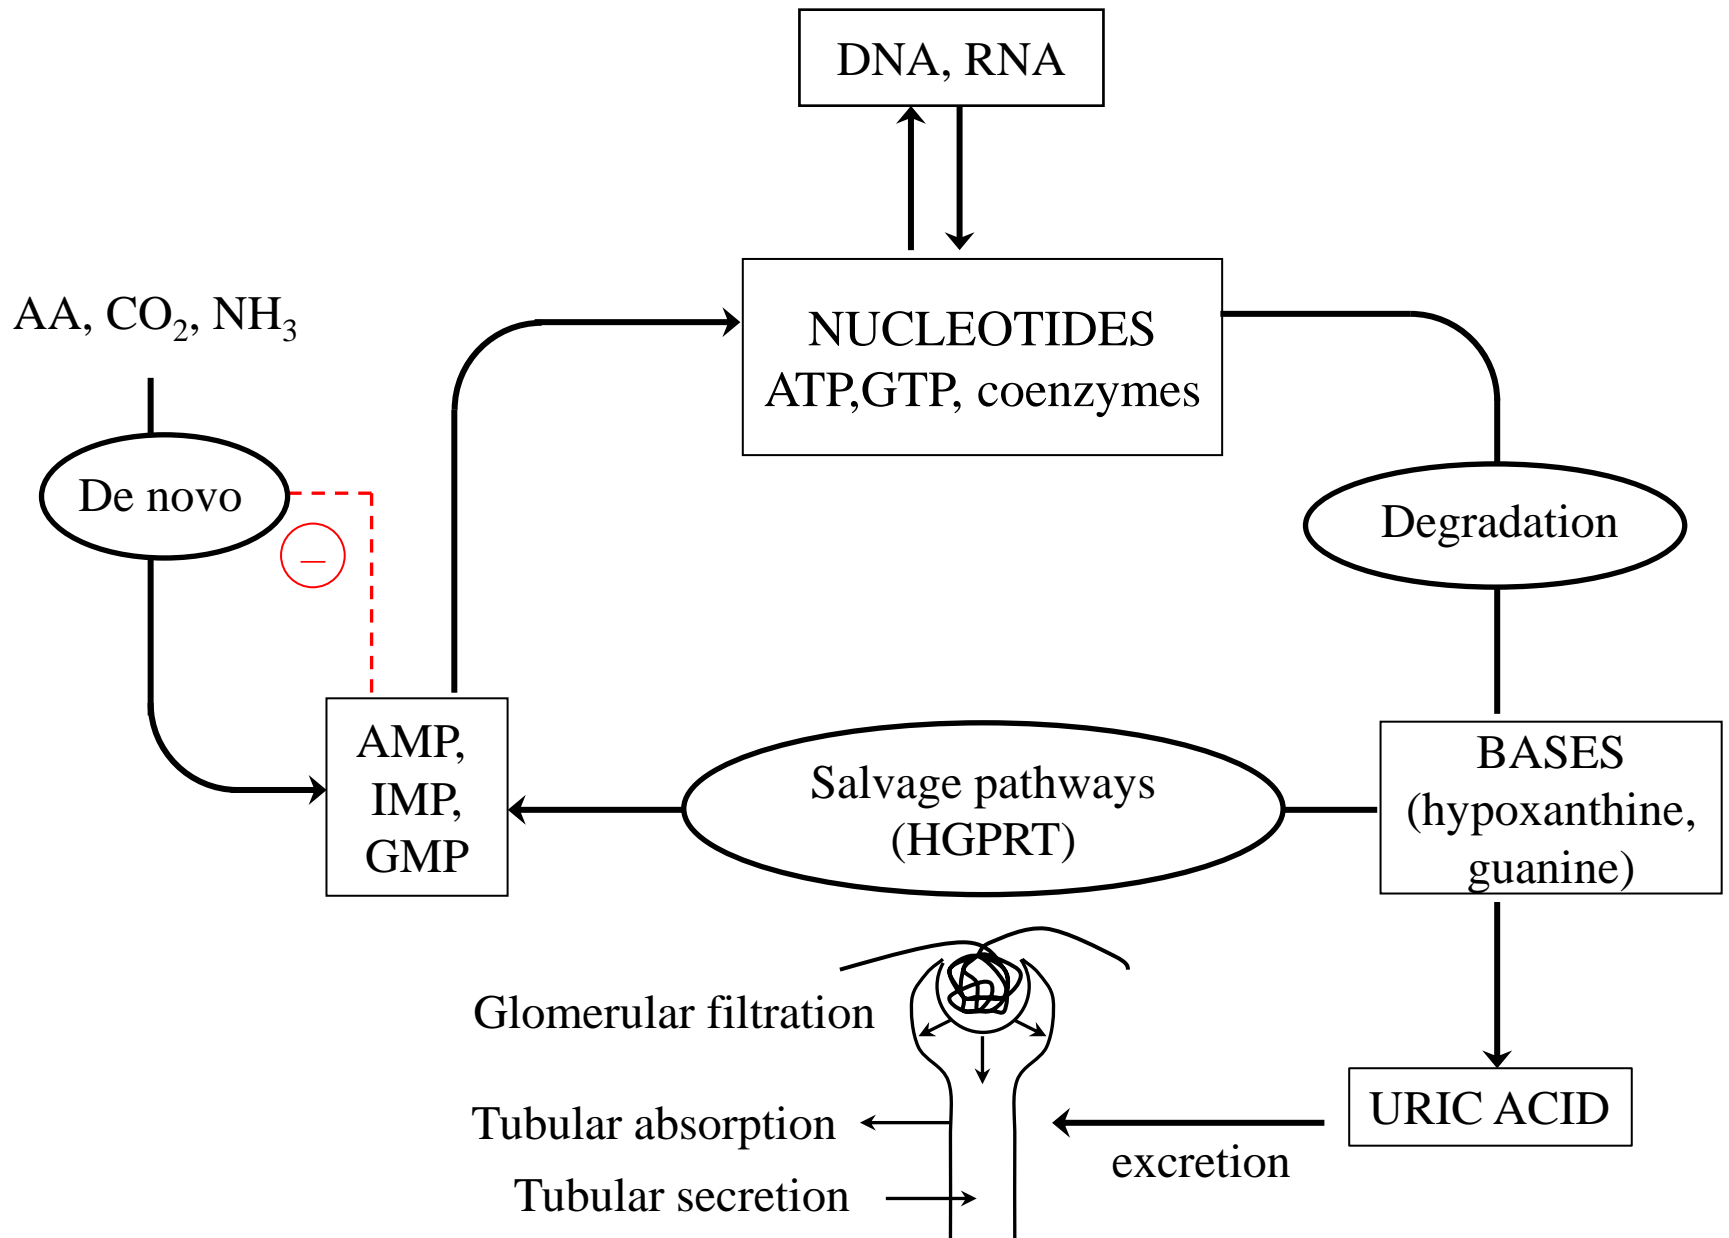 DNA, RNA
AA, CO₂, NH₃
NUCLEOTIDES
ATP,GTP, coenzymes
De novo
–
Degradation
AMP,
IMP,
GMP
Salvage pathways
(HGPRT)
BASES
(hypoxanthine,
guanine)
Glomerular filtration
Tubular absorption
URIC ACID
excretion
Tubular secretion